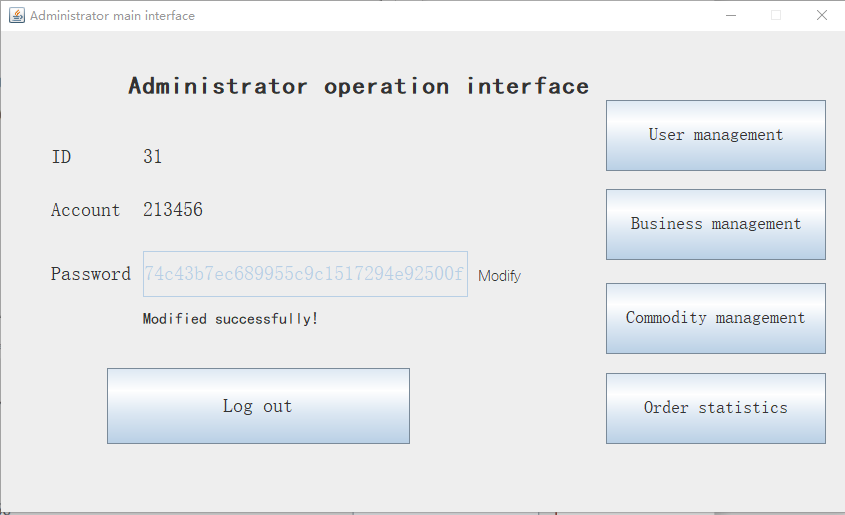 Administrator main interface
Administrator operation interface
ID 31
Account 213456
Password 74c43b7ec689955c9c1517294e92500f Modify
Modified successfully!
Log out
User management
Business management
Commodity management
Order statistics